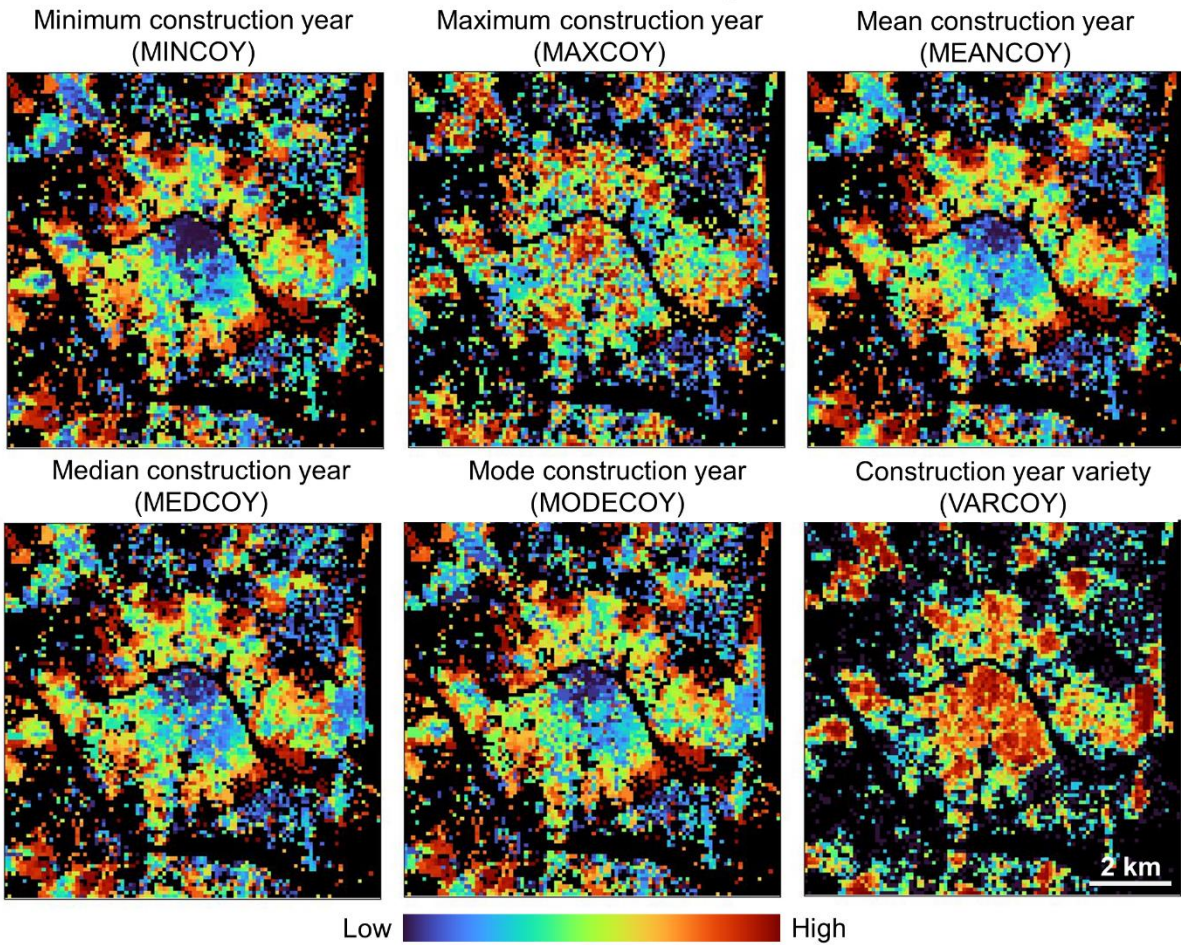 Minimum construction year
(MINCOY)
Maximum construction year
(MAXCOY)
Mean construction year
(MEANCOY)
Median construction year
(MEDCOY)
Mode construction year
(MODECOY)
Construction year variety
(VARCOY)
2 km
Low
High